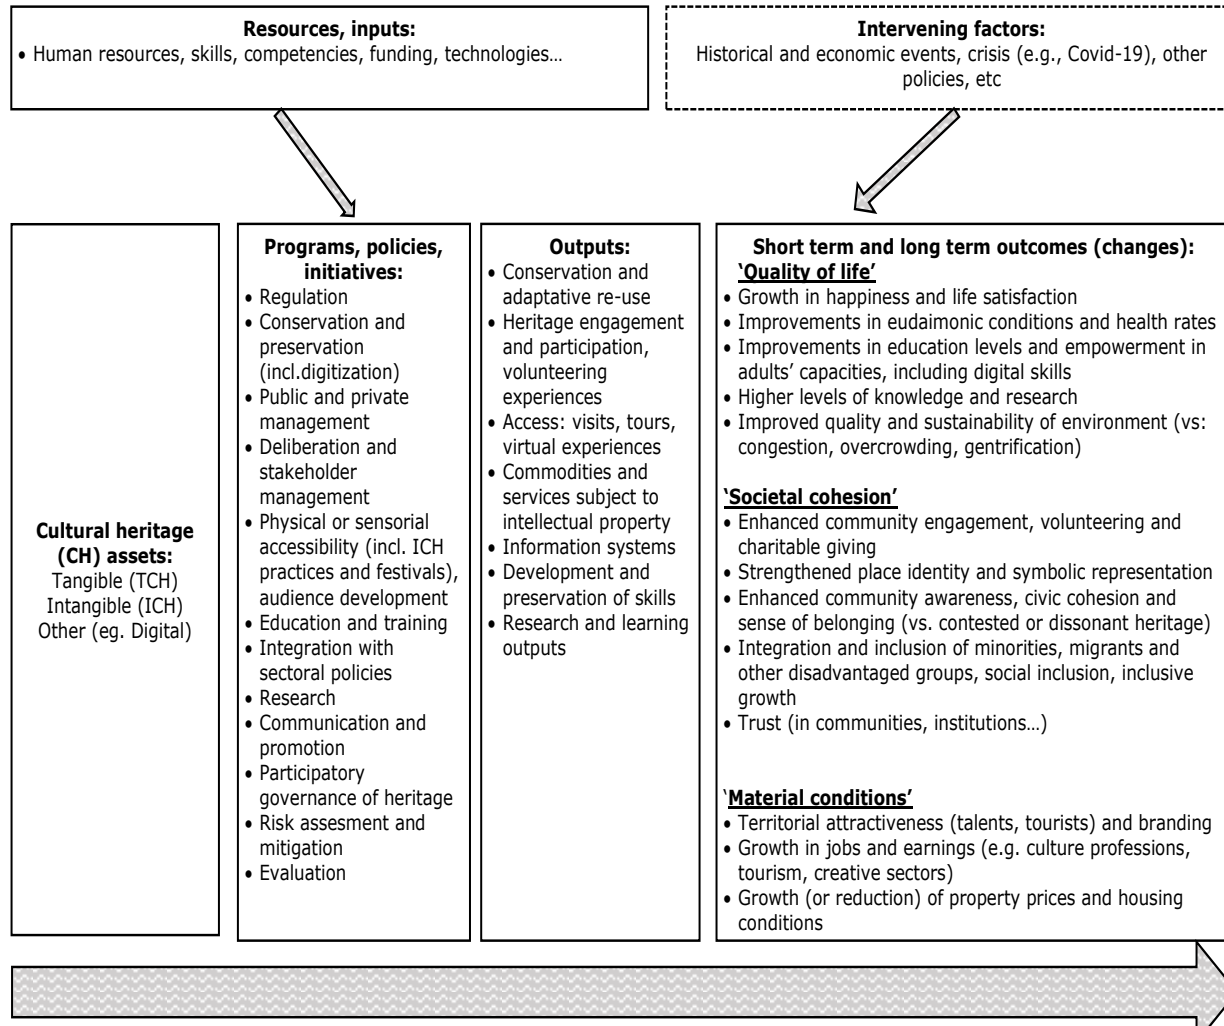 Resources, inputs:
• Human resources, skills, competencies, funding, technologies…
Intervening factors:
Historical and economic events, crisis (e.g., Covid-19), other
policies, etc
Cultural heritage
(CH) assets:
Tangible (TCH)
Intangible (ICH)
Other (eg. Digital)
Programs, policies,
initiatives:
• Regulation
• Conservation and
preservation
(incl.digitization)
• Public and private
management
• Deliberation and
stakeholder
management
• Physical or sensorial
accessibility (incl. ICH
practices and festivals),
audience development
• Education and training
• Integration with
sectoral policies
• Research
• Communication and
promotion
• Participatory
governance of heritage
• Risk assesment and
mitigation
• Evaluation
Outputs:
• Conservation and
adaptative re-use
• Heritage engagement
and participation,
volunteering
experiences
• Access: visits, tours,
virtual experiences
• Commodities and
services subject to
intellectual property
• Information systems
• Development and
preservation of skills
• Research and learning
outputs
Short term and long term outcomes (changes):
‘Quality of life’
• Growth in happiness and life satisfaction
• Improvements in eudaimonic conditions and health rates
• Improvements in education levels and empowerment in
adults’ capacities, including digital skills
• Higher levels of knowledge and research
• Improved quality and sustainability of environment (vs:
congestion, overcrowding, gentrification)
‘Societal cohesion’
• Enhanced community engagement, volunteering and
charitable giving
• Strengthened place identity and symbolic representation
• Enhanced community awareness, civic cohesion and
sense of belonging (vs. contested or dissonant heritage)
• Integration and inclusion of minorities, migrants and
other disadvantaged groups, social inclusion, inclusive
growth
• Trust (in communities, institutions…)
‘Material conditions’
• Territorial attractiveness (talents, tourists) and branding
• Growth in jobs and earnings (e.g. culture professions,
tourism, creative sectors)
• Growth (or reduction) of property prices and housing
conditions